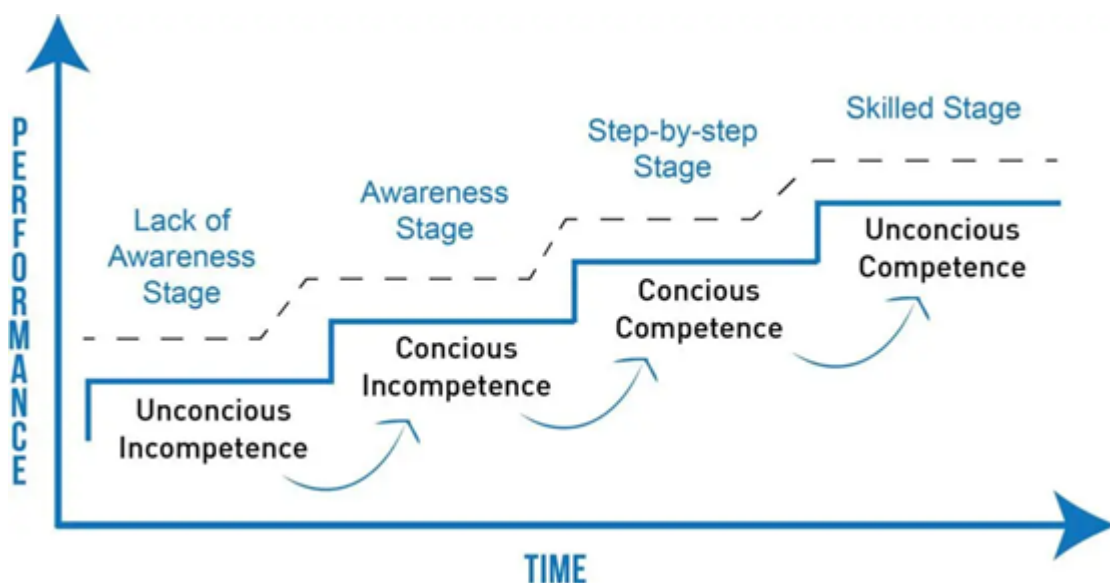 PERFORMANCE
Lack of
Awareness
Stage
Awareness
Stage
Step-by-step
Stage
Skilled Stage
Unconcious
Incompetence
Concious
Incompetence
Concious
Competence
Unconcious
Competence
TIME